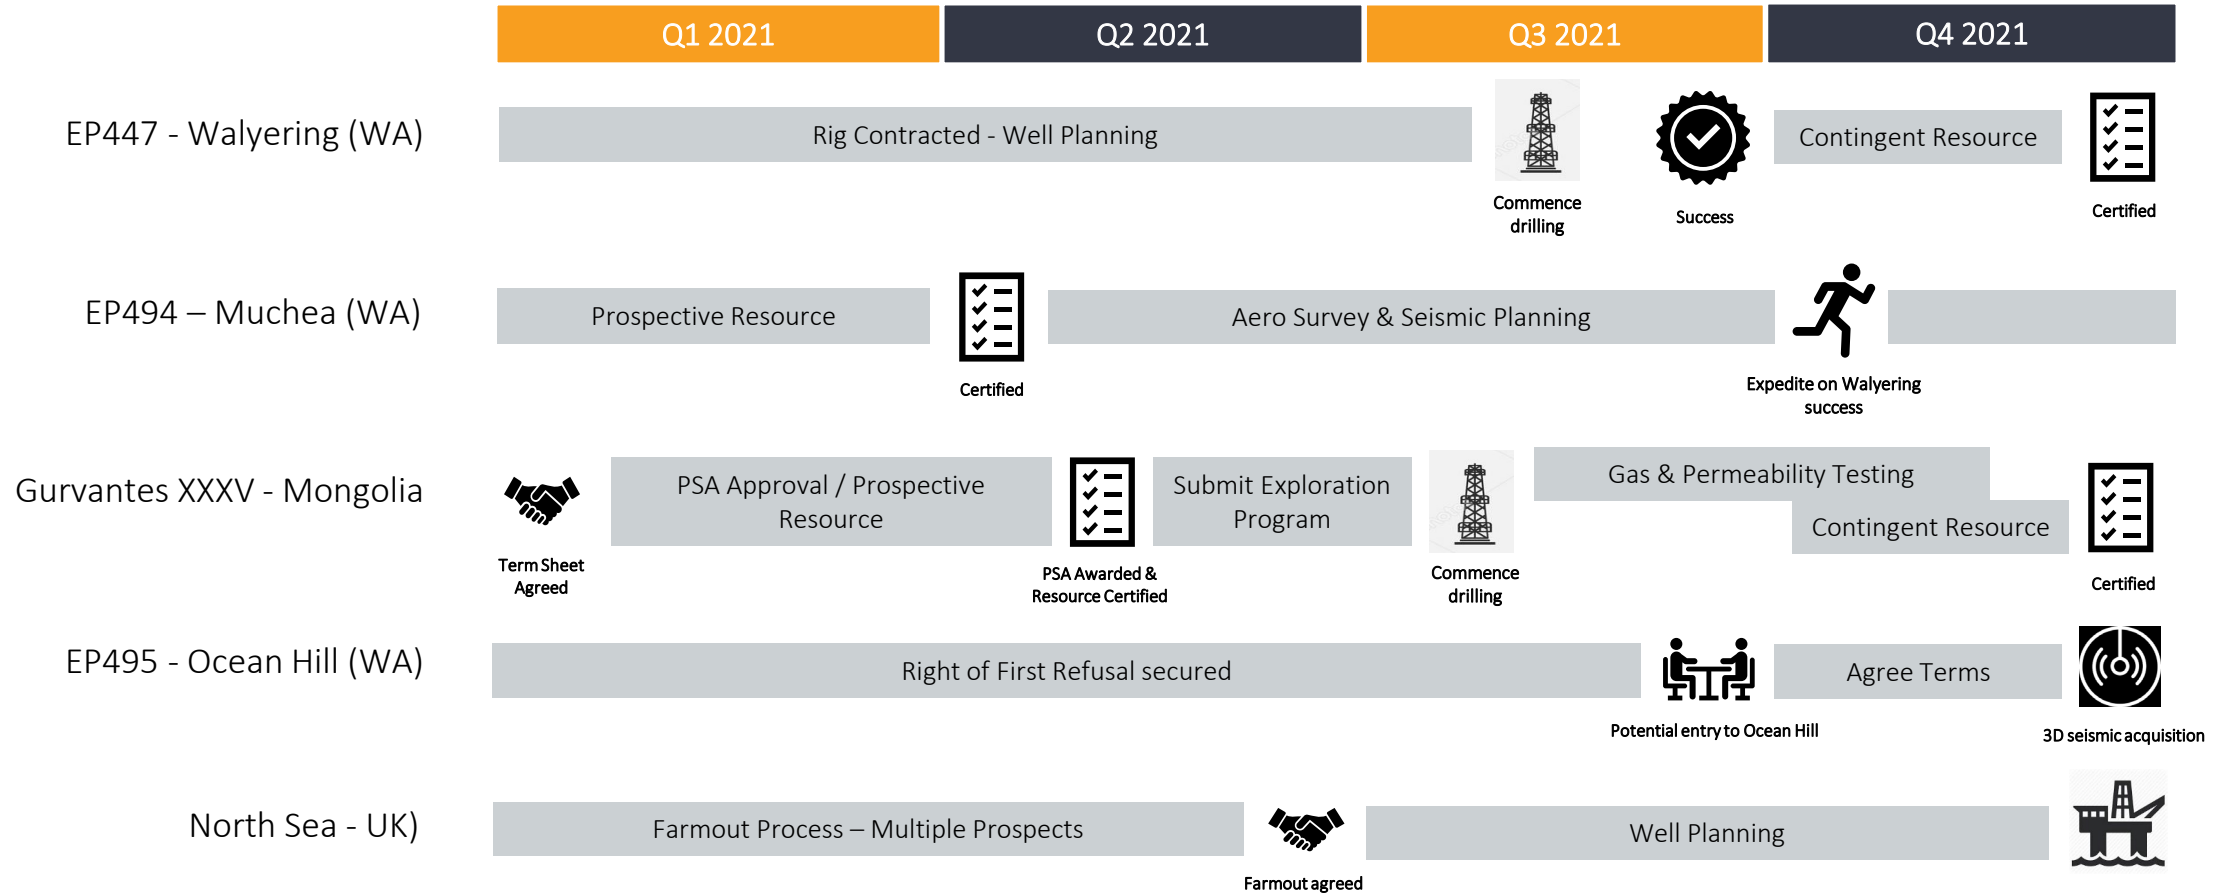 Q1 2021
Q2 2021
Q3 2021
Q4 2021
EP447 - Walyering (WA)
Rig Contracted - Well Planning
Commence
drilling
Success
Contingent Resource
Certified
EP494 – Muchea (WA)
Prospective Resource
Certified
Aero Survey & Seismic Planning
Expedite on Walyering
success
Gurvantes XXXV - Mongolia
Term Sheet
Agreed
PSA Approval / Prospective
Resource
PSA Awarded &
Resource Certified
Submit Exploration
Program
Commence
drilling
Gas & Permeability Testing
Contingent Resource
Certified
EP495 - Ocean Hill (WA)
Right of First Refusal secured
Potential entry to Ocean Hill
Agree Terms
3D seismic acquisition
North Sea - UK)
Farmout Process – Multiple Prospects
Farmout agreed
Well Planning